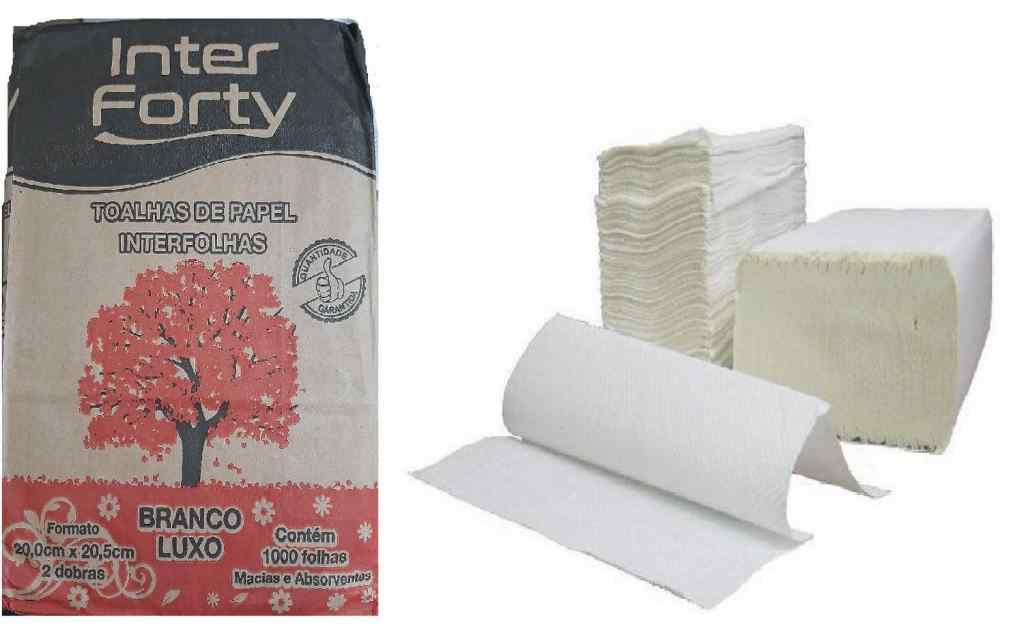 Inter
Forty
TOALHAS DE PAPEL
INTERFOLHAS
QUANTIDADE
GARANTIDA
BRANCO
LUXO
Formato
20,0cm x 20,5cm
2 dobras
Contém
1000 folhas
Macias e Absorventes